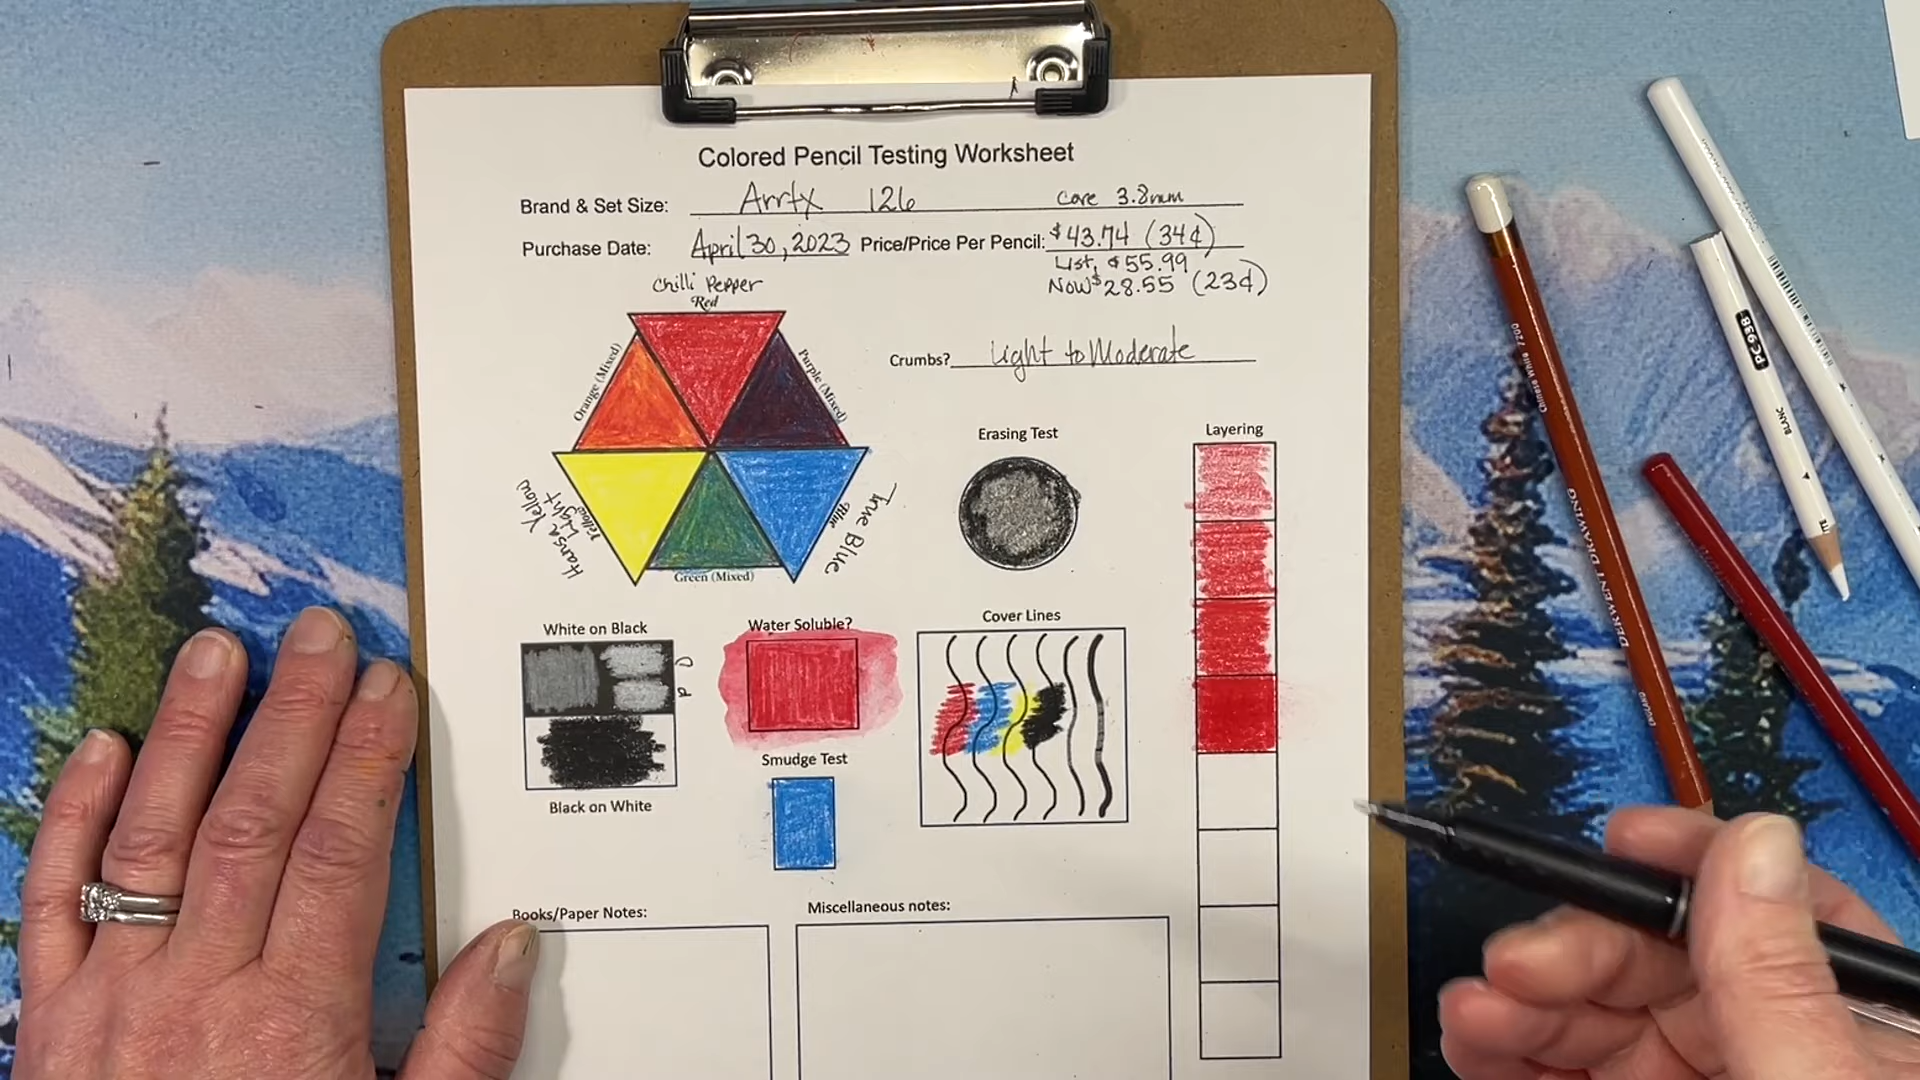 Colored Pencil Testing Worksheet
Brand & Set Size: Arrtx 126 Core 3.8mm
Purchase Date: April 30, 2023 Price/Price Per Pencil: $43.74 (34¢)
List $55.99
Now $28.55 (23¢)
Chilli Pepper
Red
Crumbs? Light to Moderate
Orange (Mixed)
Purple (Mixed)
Erasing Test
Layering
Hansa Yellow
Light
Yellow
Blue
True Blue
Green (Mixed)
White on Black
Water Soluble?
Cover Lines
D
P
Smudge Test
Black on White
Books/Paper Notes:
Miscellaneous notes:
Chinese White 7200
DERWENT DRAWING
ENGLAND
PC938
BLANC